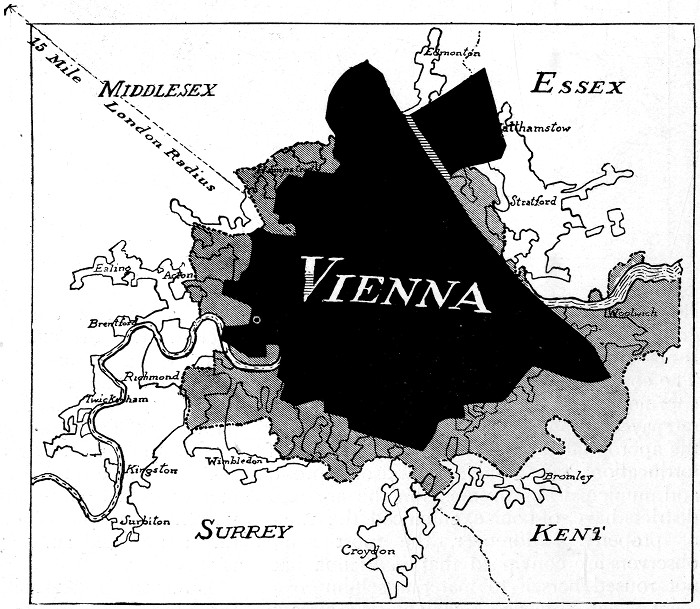 15 Mile
London Radius
MIDDLESEX
Edmonton
ESSEX
althamstow
Hampstead
Stratford
Ealing
Acton
VIENNA
Woolwich
Brentford
Richmond
Twickenham
Kingston
Wimbledon
Bromley
Surbiton
SURREY
KENT
Croydon